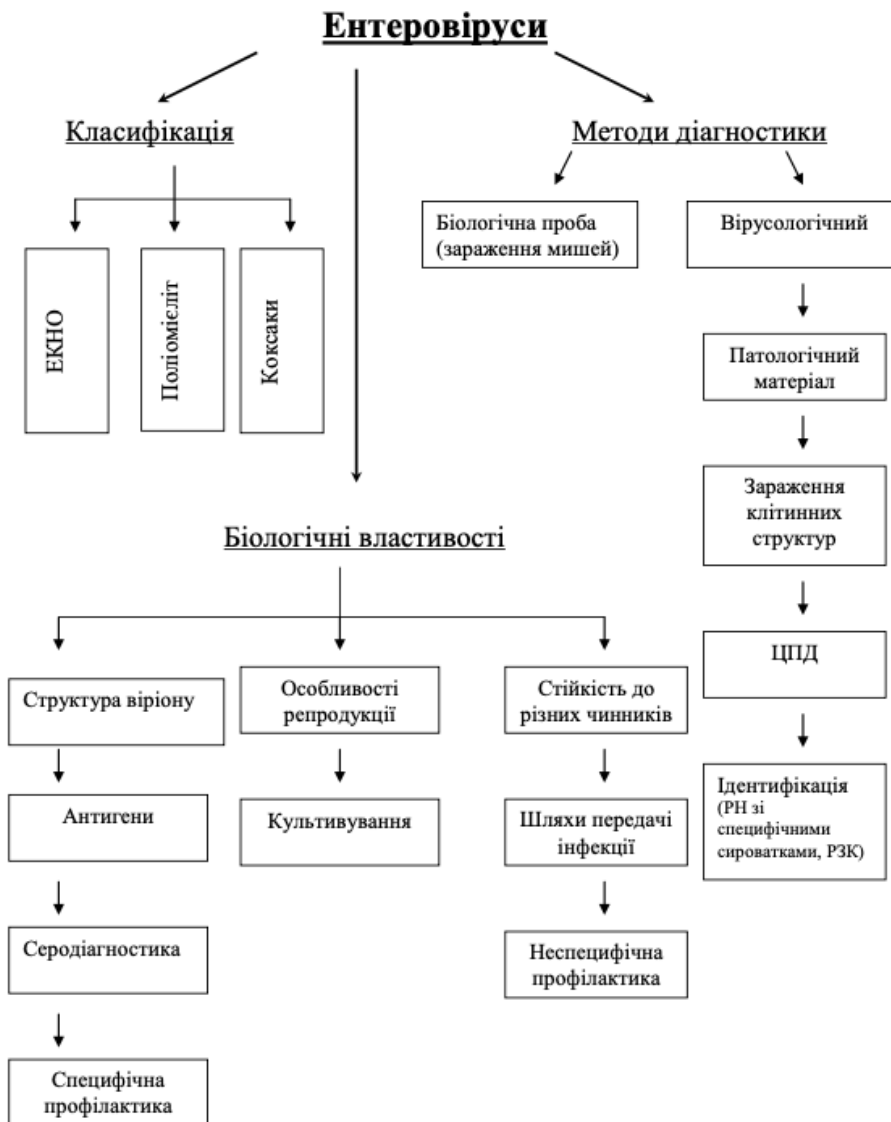 Ентеровіруси
Класифікація
Методи діагностики
Біологічна проба
(зараження мишей)
Вірусологічний
ЕКНО
Поліомієліт
Коксаки
Патологічний
матеріал
Зараження
клітинних
структур
ЦПД
Ідентифікація
(РН зі
специфічними
сироватками, РЗК)
Біологічні властивості
Структура віріону
Особливості
репродукції
Стійкість до
різних чинників
Антигени
Культивування
Шляхи передачі
інфекції
Серодіагностика
Неспецифічна
профілактика
Специфічна
профілактика